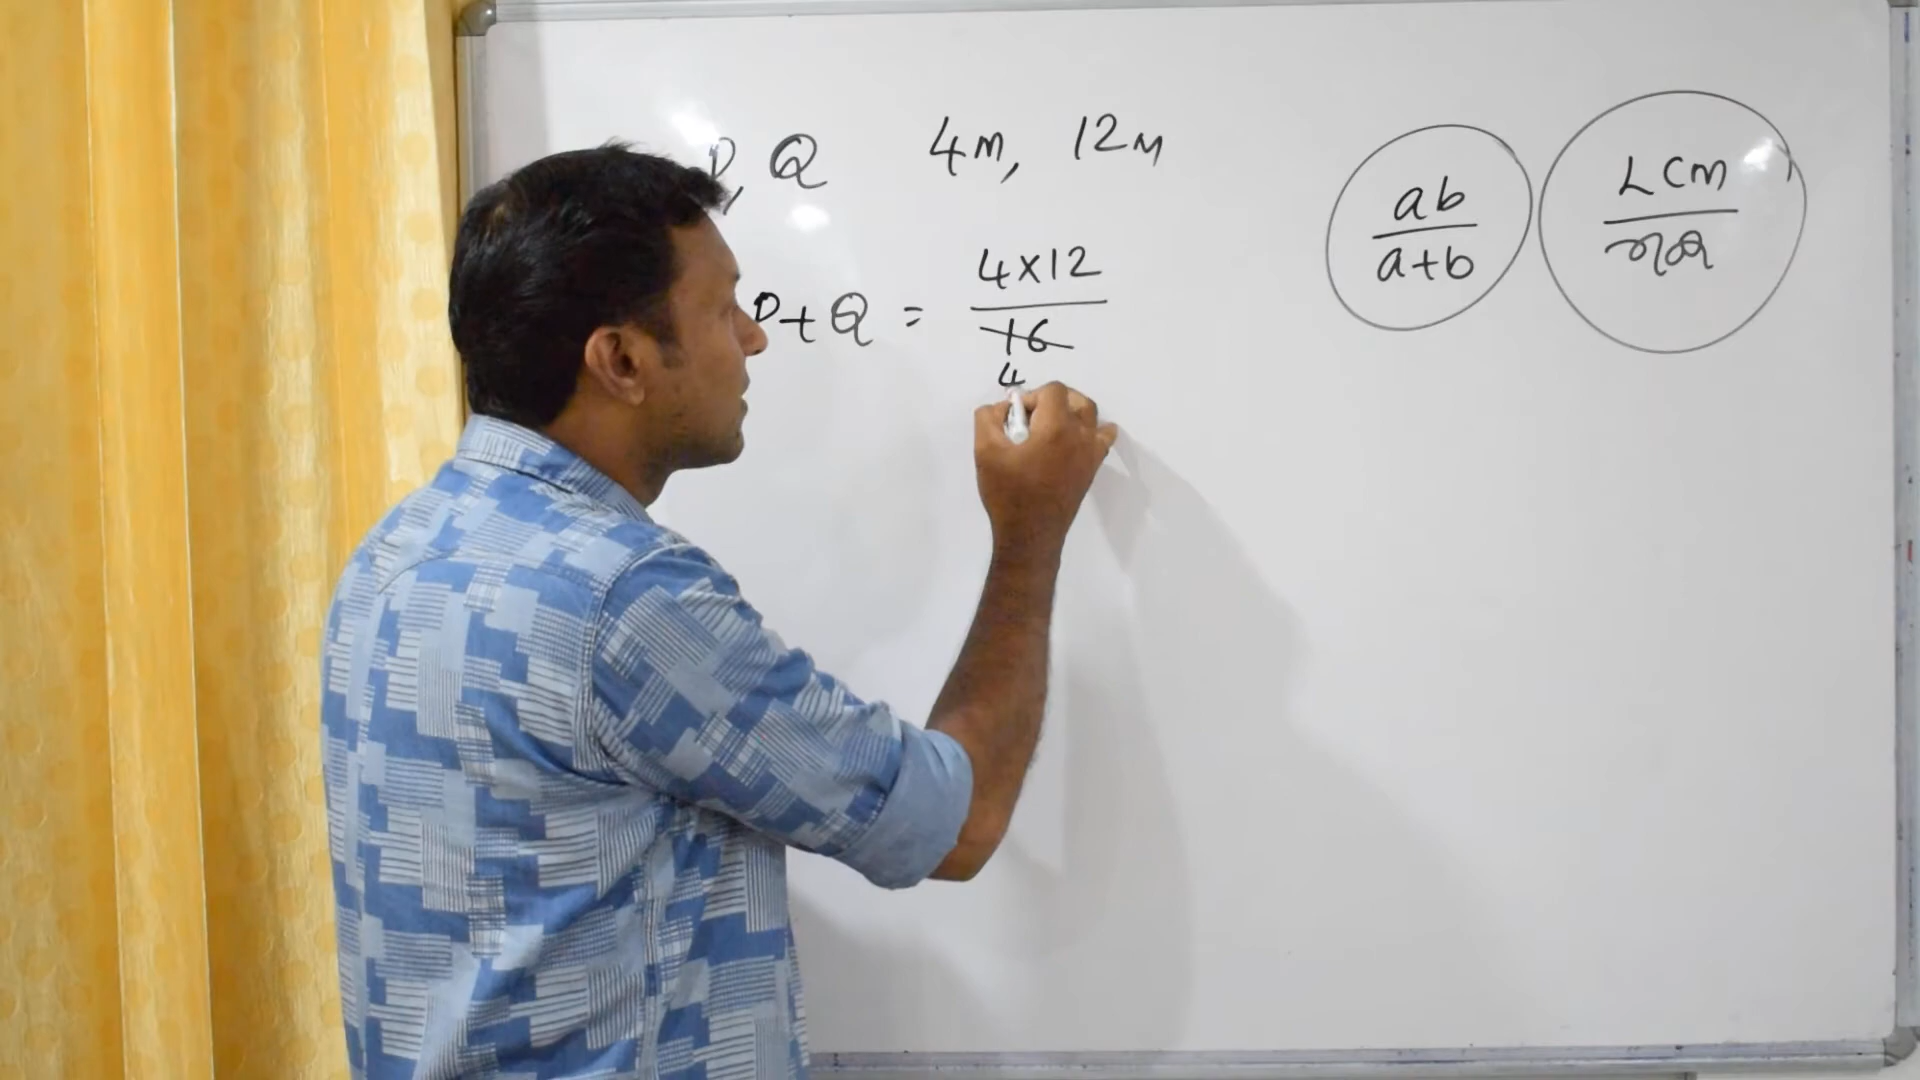 P, Q 4m, 12m
P+Q = 4×12
16
4
ab
a+b
LCM
തുക